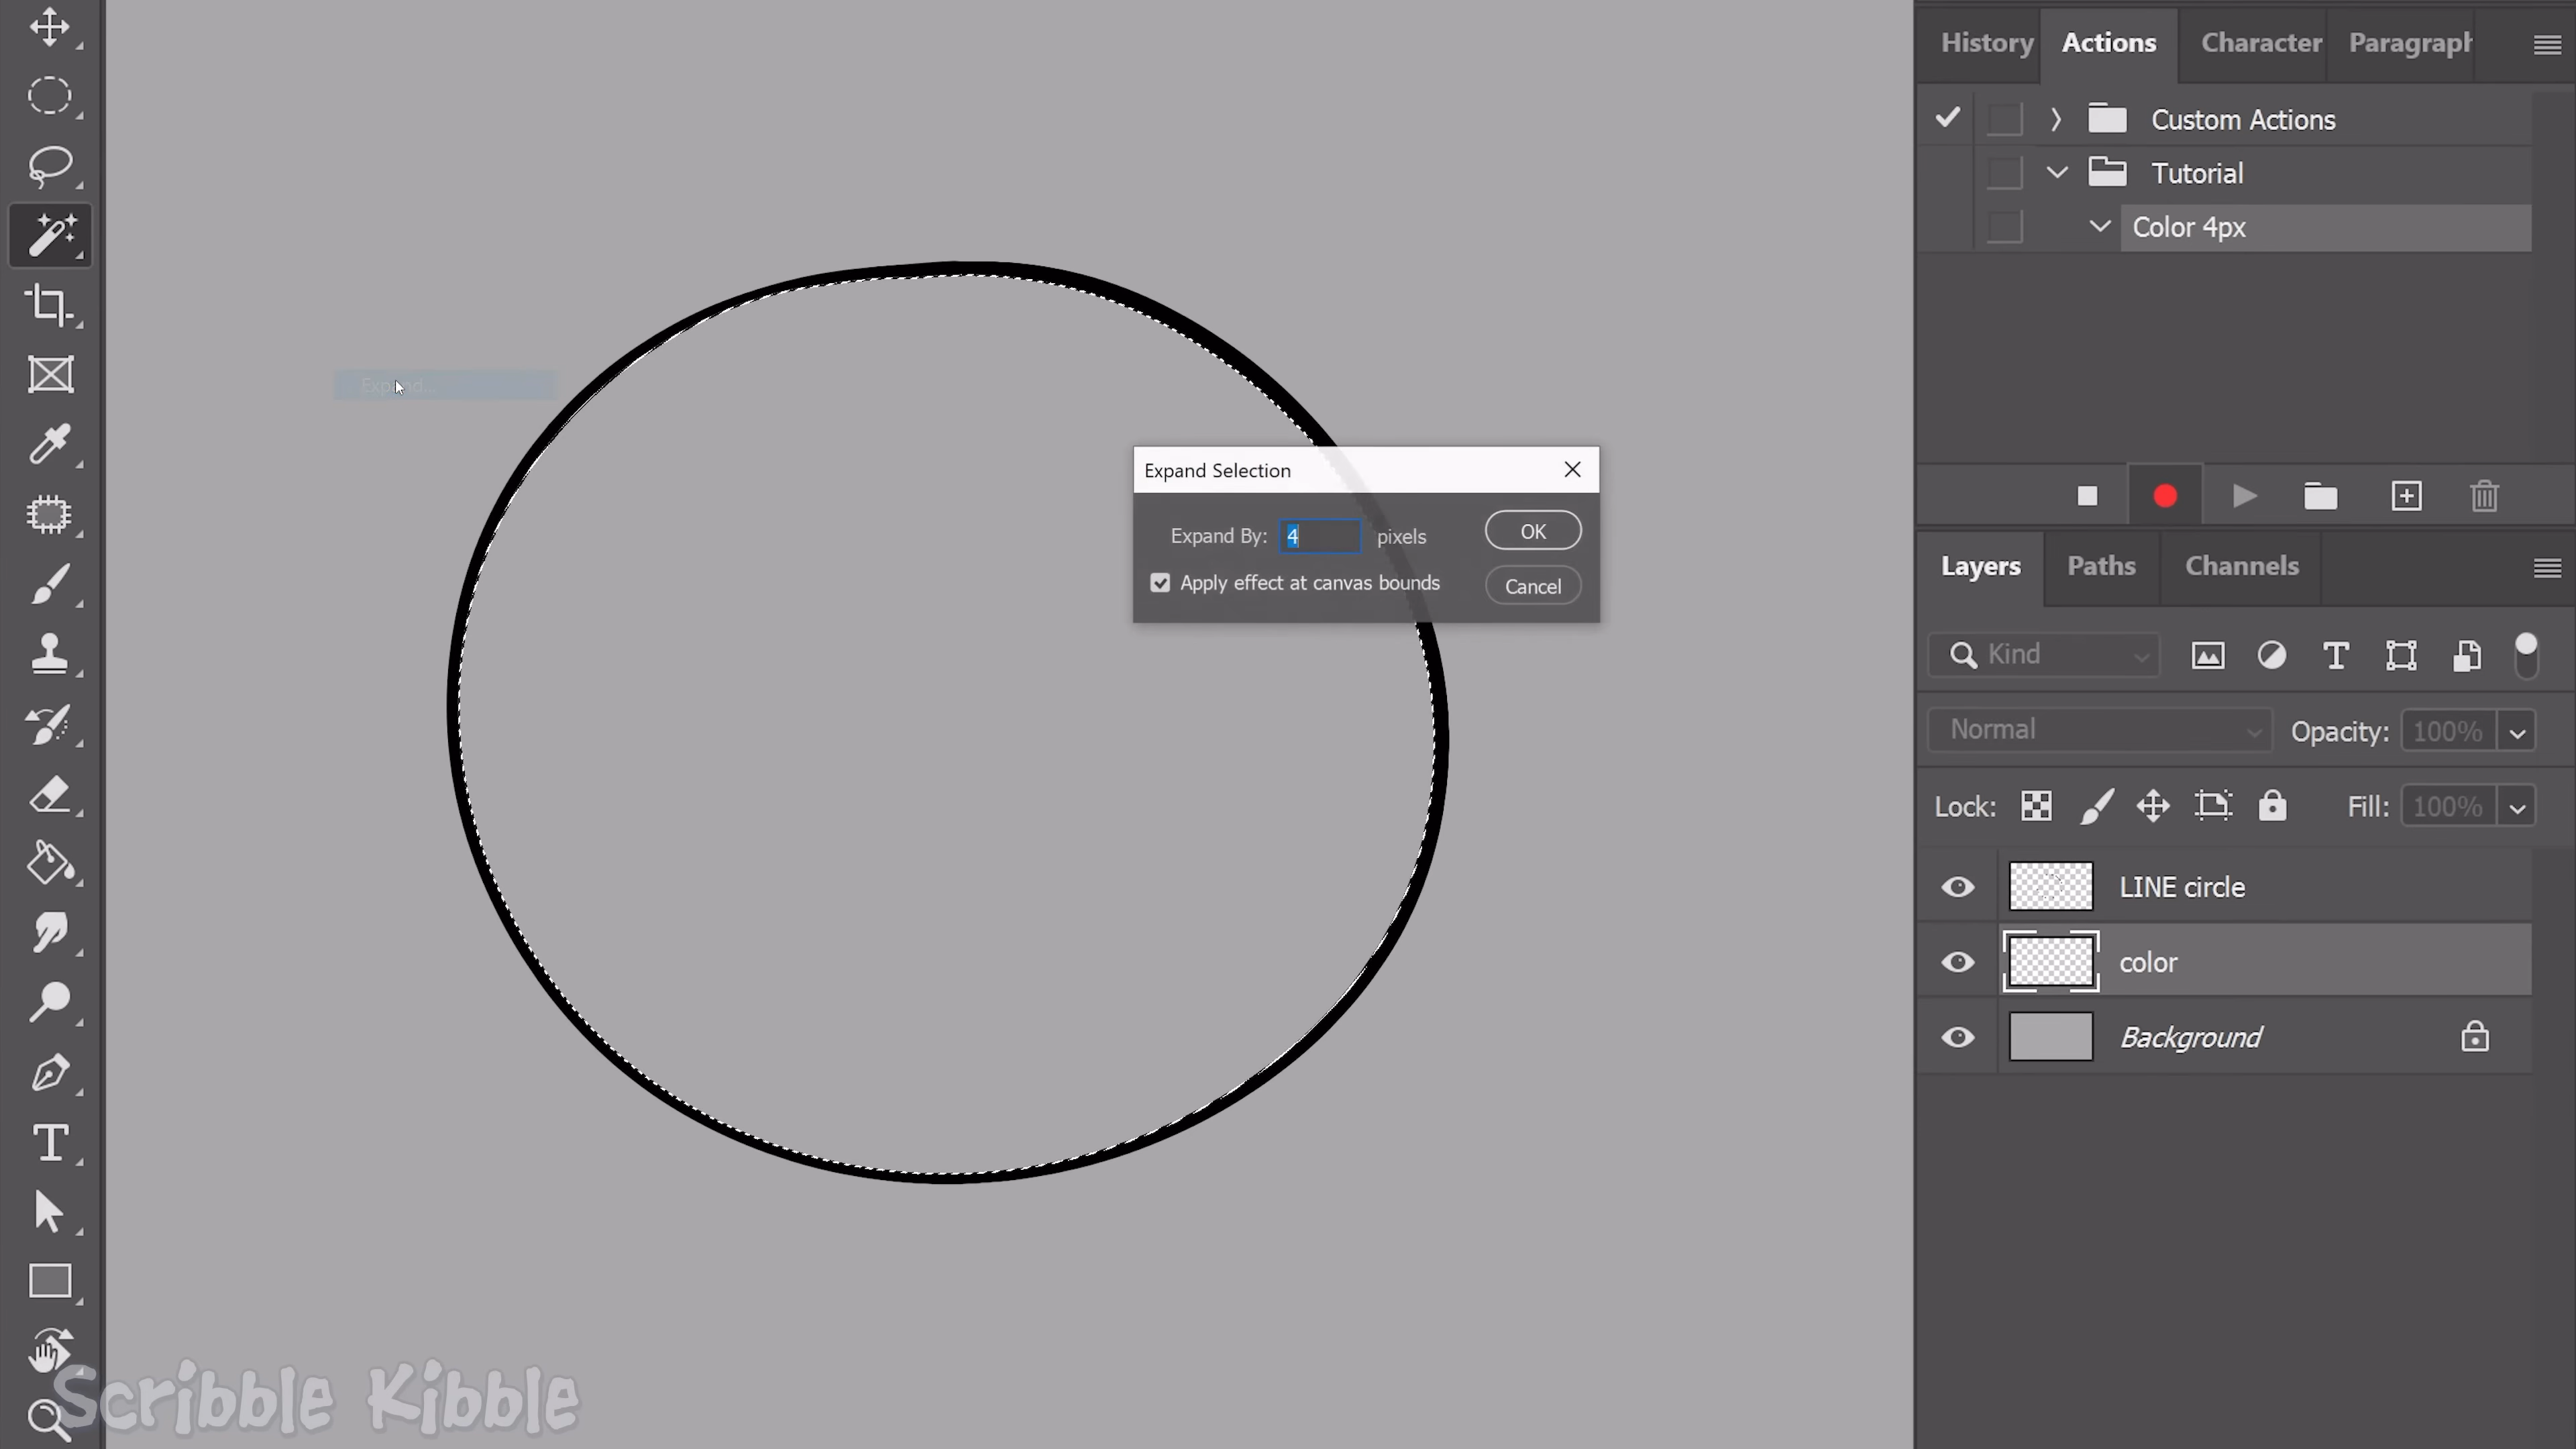 History Actions Character Paragraph
Custom Actions
Tutorial
Color 4px
Expand...
Expand Selection
Expand By: 4 pixels OK
Apply effect at canvas bounds Cancel
Layers Paths Channels
Kind
Normal Opacity: 100%
Lock: Fill: 100%
LINE circle
color
Background
Scribble Kibble